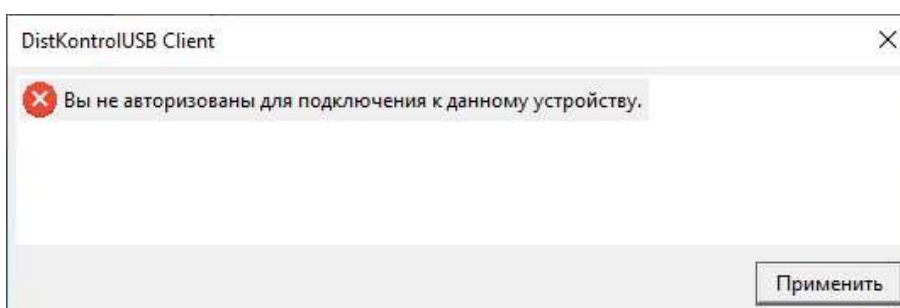 DistKontrolUSB Client
Вы не авторизованы для подключения к данному устройству.
Применить